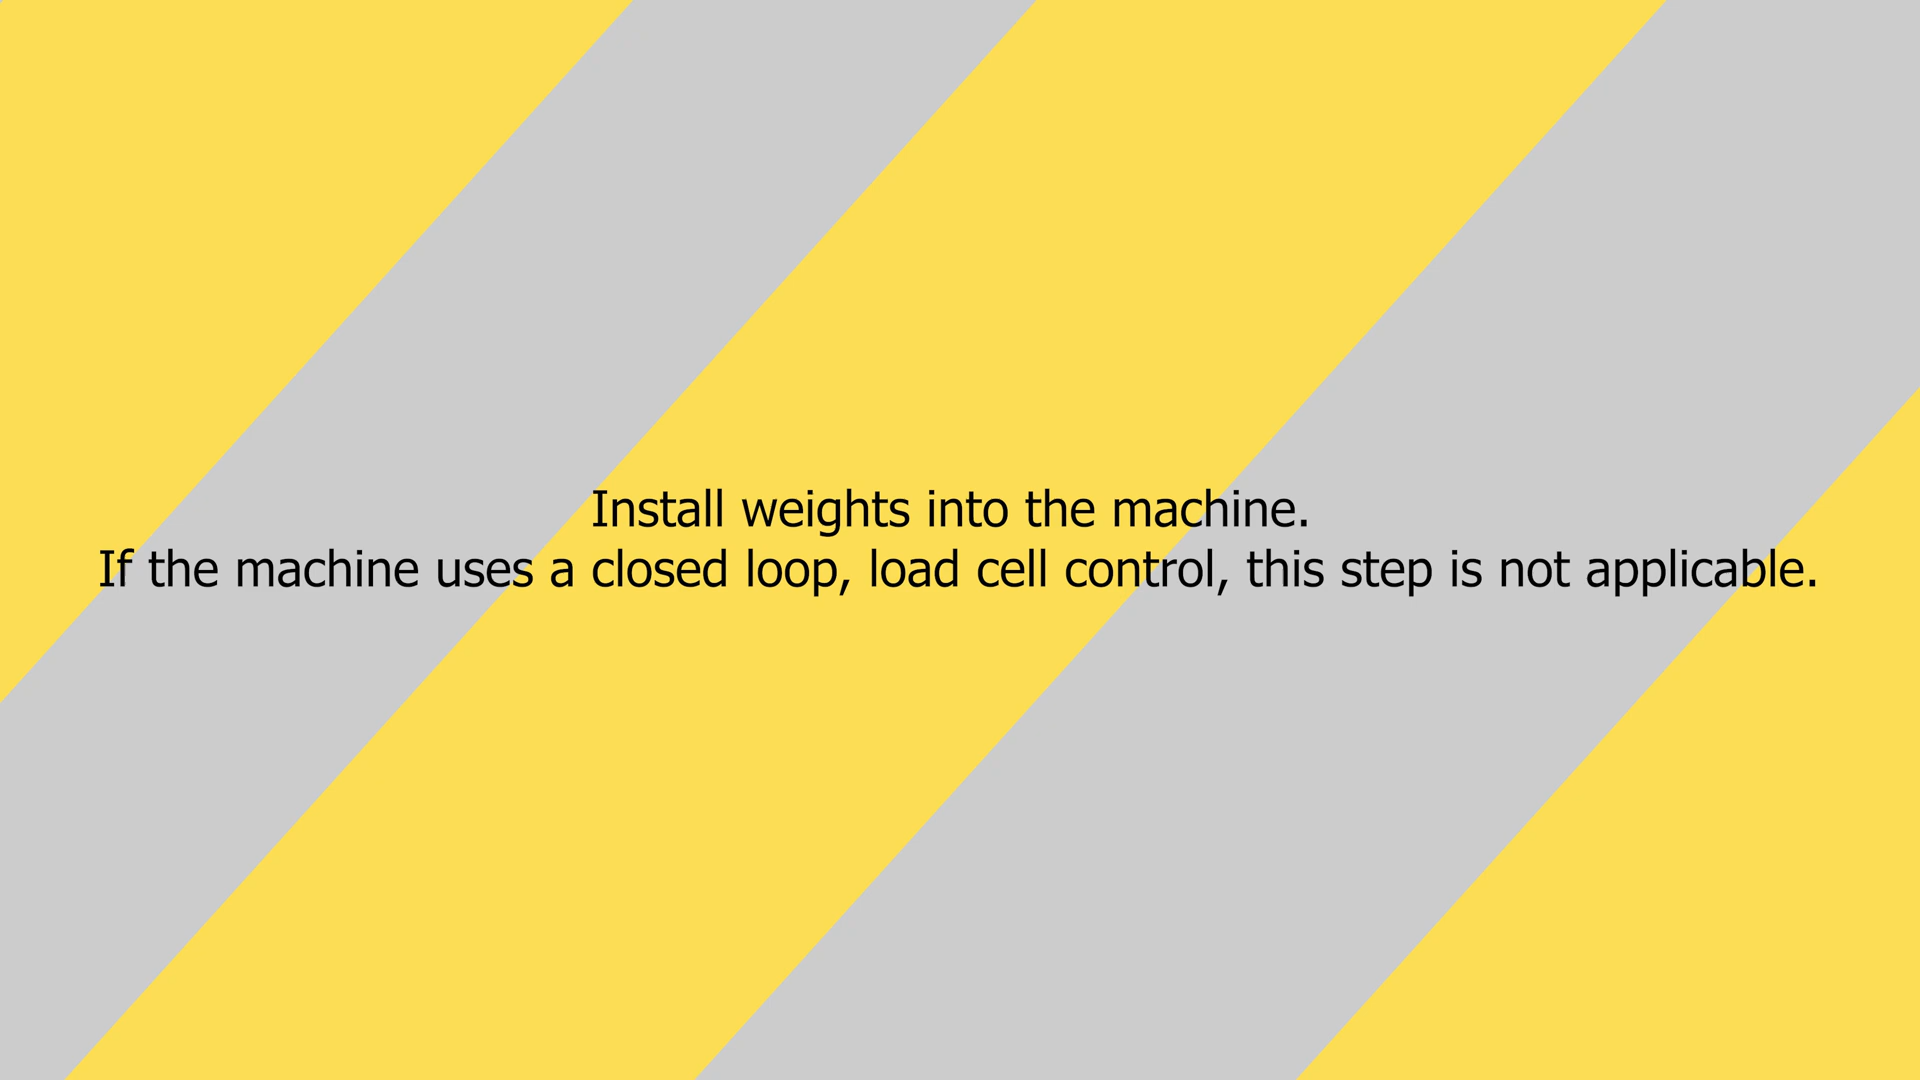 Install weights into the machine.
If the machine uses a closed loop, load cell control, this step is not applicable.